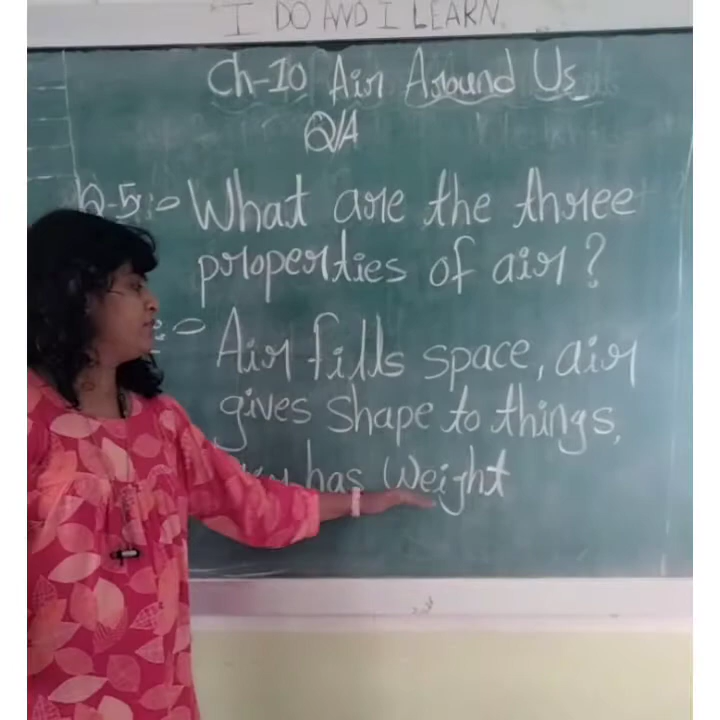 I DO AND I LEARN
Ch-10 Air Around Us
Q/A
Q-5:- What are the three
properties of air?
:- Air fills space, air
gives shape to things,
has Weight